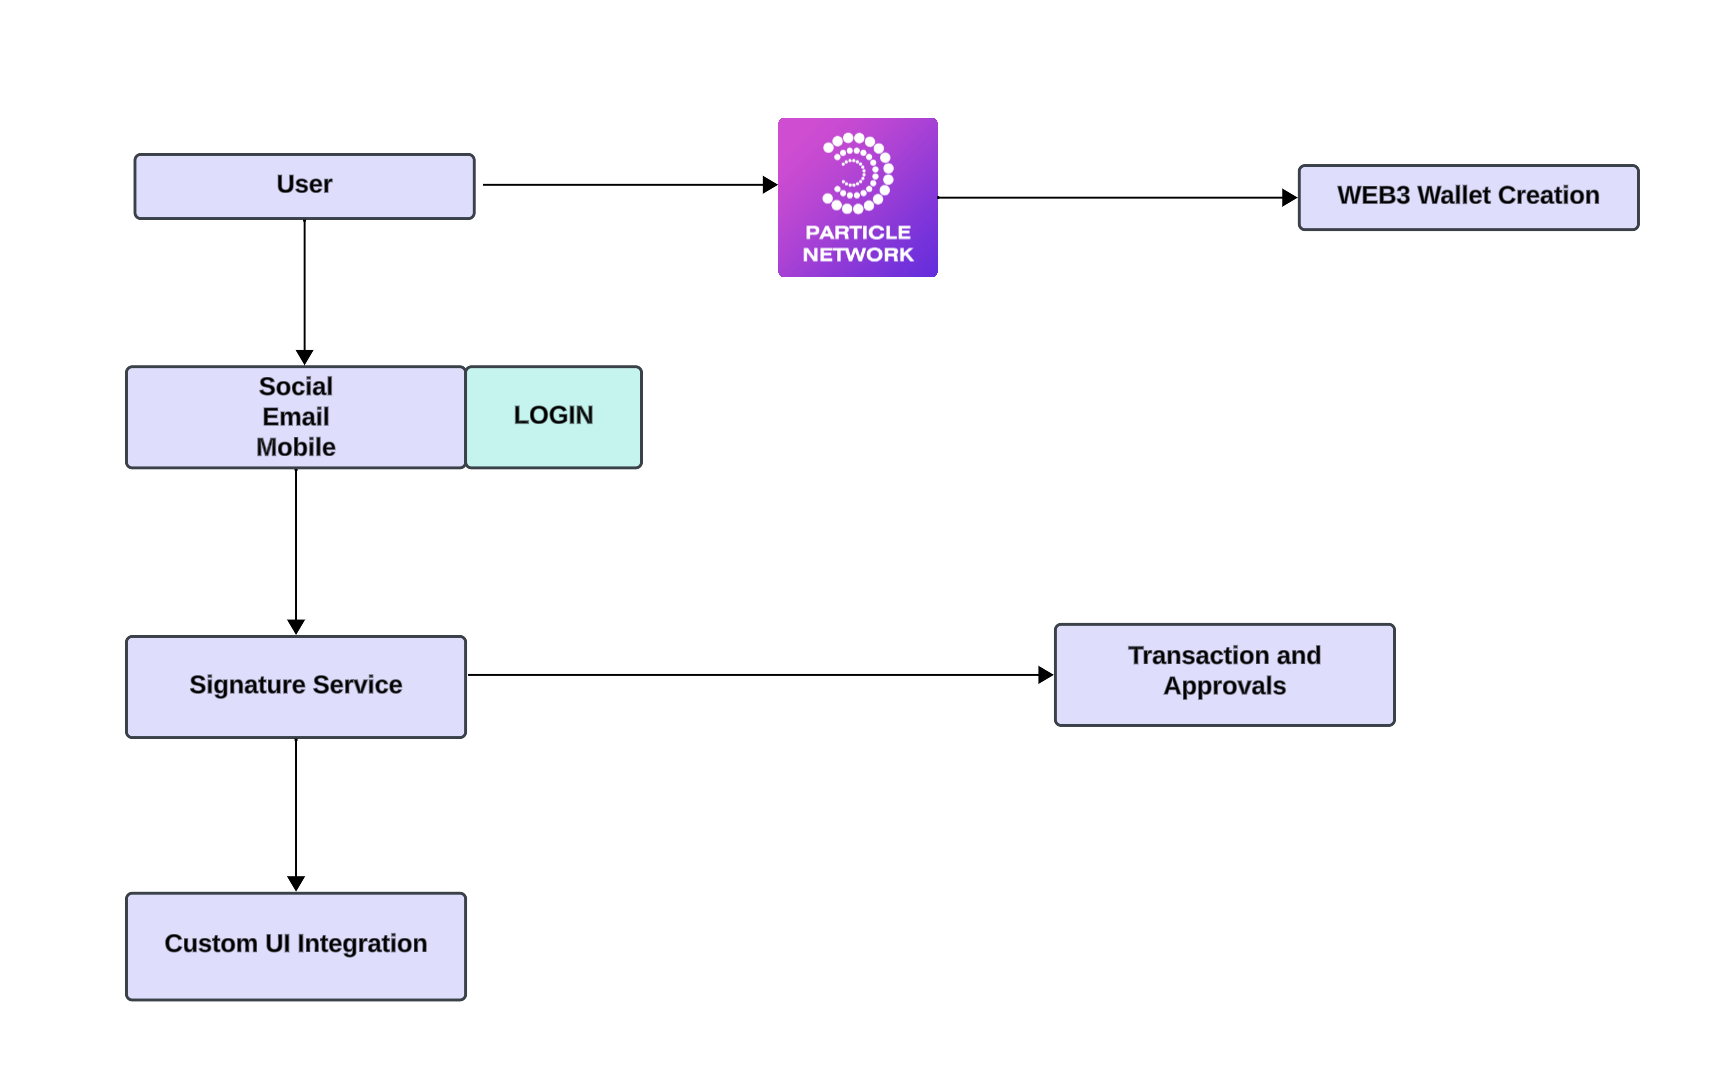 User
PARTICLE
NETWORK
WEB3 Wallet Creation
Social
Email
Mobile
LOGIN
Signature Service
Transaction and
Approvals
Custom UI Integration